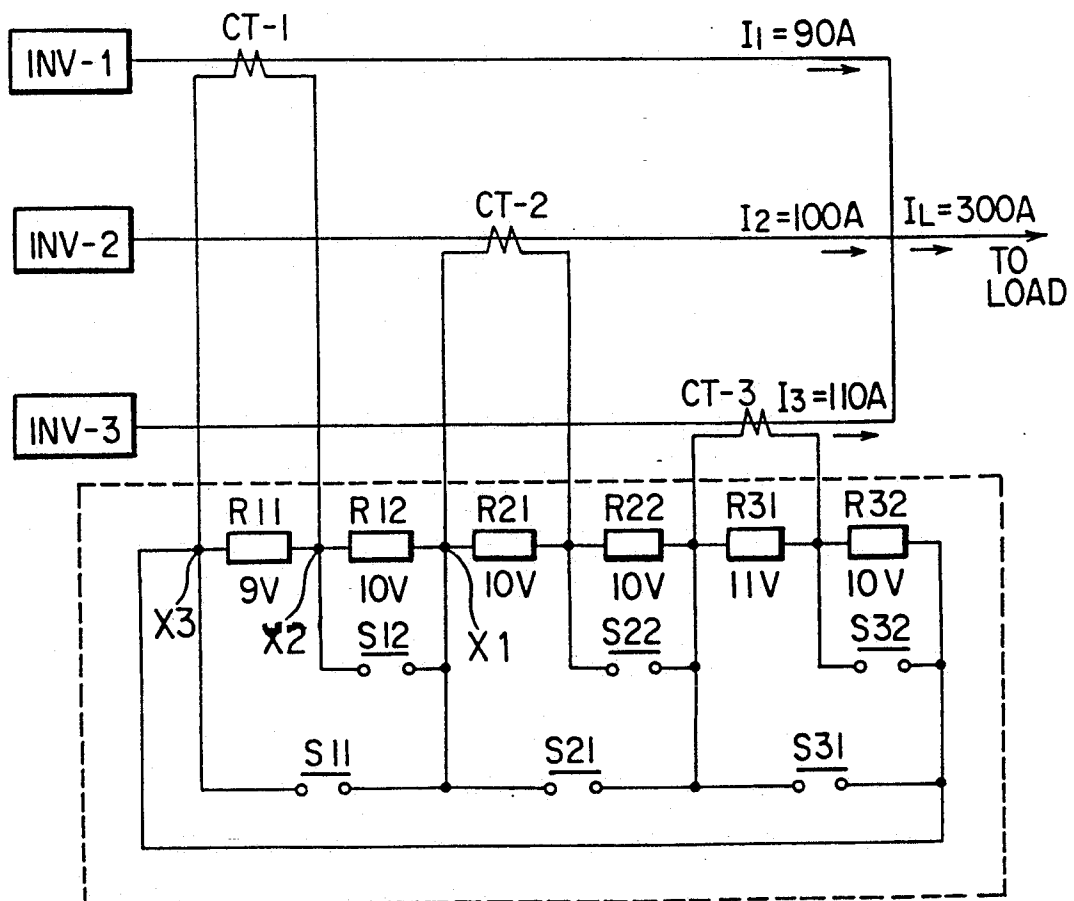 CT-1
I1=90A
INV-1
CT-2
I2=100A
IL=300A
INV-2
TO
LOAD
CT-3
I3=110A
INV-3
R11
R12
R21
R22
R31
R32
9V
10V
10V
10V
11V
10V
X3
X2
S12
X1
S22
S32
S11
S21
S31